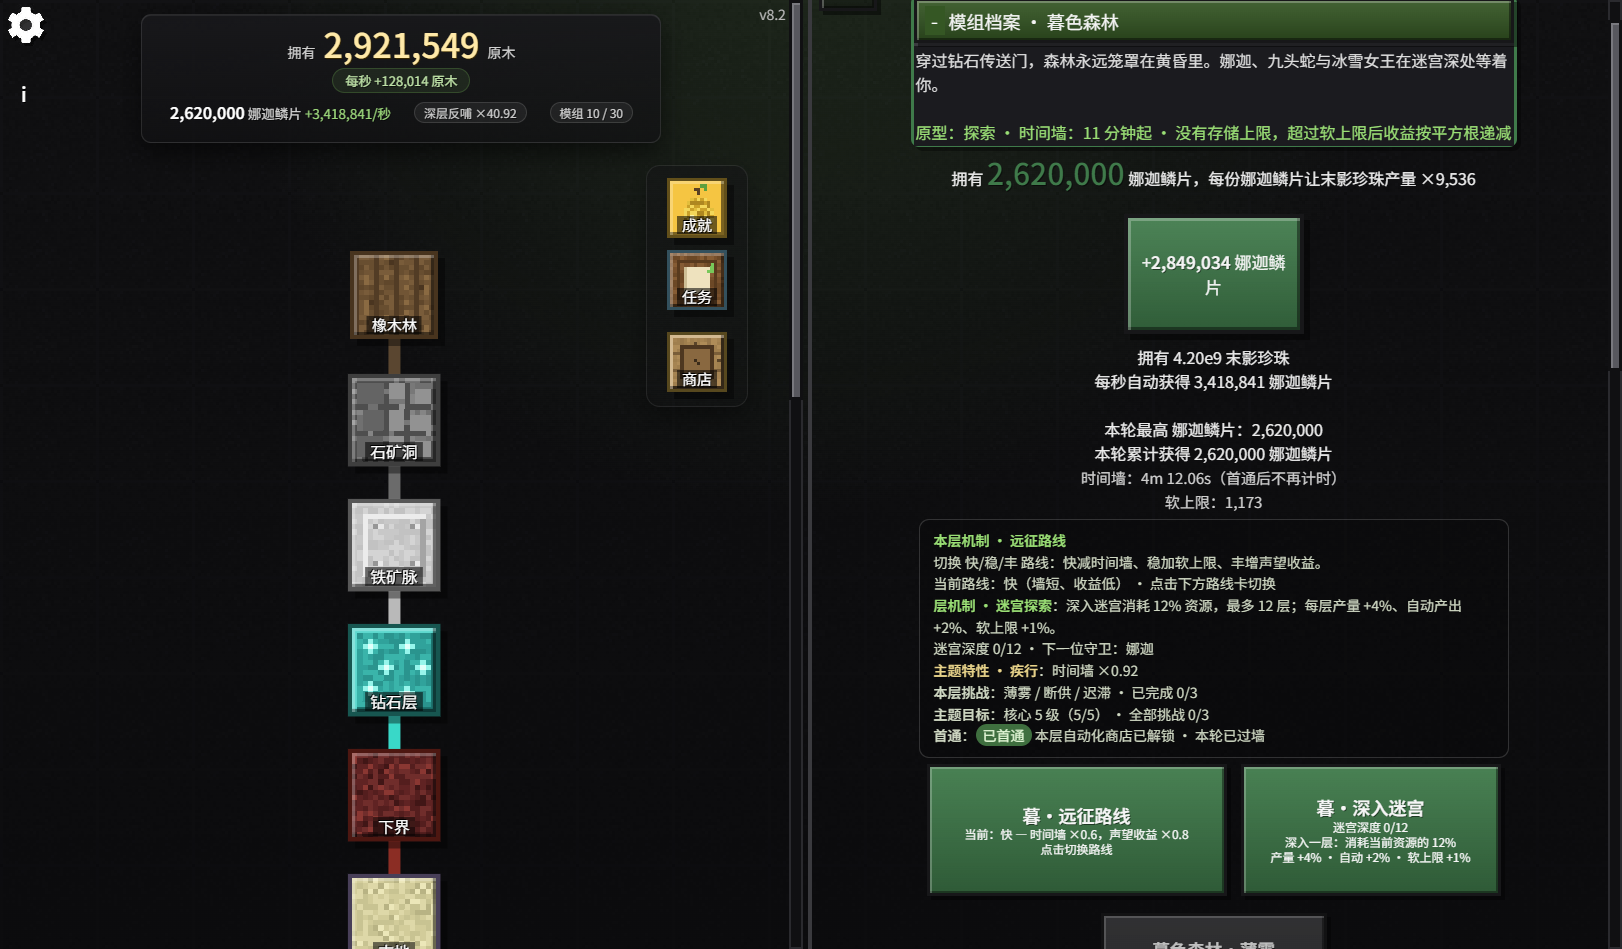 v8.2
拥有 2,921,549 原木
每秒 +128,014 原木
2,620,000 娜迦鳞片 +3,418,841/秒
深层反哺 ×40.92
模组 10 / 30
i
成就
任务
商店
橡木林
石矿洞
铁矿脉
钻石层
下界
- 模组档案 · 暮色森林
穿过钻石传送门，森林永远笼罩在黄昏里。娜迦、九头蛇与冰雪女王在迷宫深处等着
你。
原型：探索 · 时间墙：11 分钟起 · 没有存储上限，超过软上限后收益按平方根递减
拥有 2,620,000 娜迦鳞片，每份娜迦鳞片让末影珍珠产量 ×9,536
+2,849,034 娜迦鳞
片
拥有 4.20e9 末影珍珠
每秒自动获得 3,418,841 娜迦鳞片
本轮最高 娜迦鳞片：2,620,000
本轮累计获得 2,620,000 娜迦鳞片
时间墙：4m 12.06s（首通后不再计时）
软上限：1,173
本层机制 · 远征路线
切换 快/稳/丰 路线：快减时间墙、稳加软上限、丰增声望收益。
当前路线：快（墙短、收益低） · 点击下方路线卡切换
层机制 · 迷宫探索：深入迷宫消耗 12% 资源，最多 12 层；每层产量 +4%、自动产出
+2%、软上限 +1%。
迷宫深度 0/12 · 下一位守卫：娜迦
主题特性 · 疾行：时间墙 ×0.92
本层挑战：薄雾 / 断供 / 迟滞 · 已完成 0/3
主题目标：核心 5 级（5/5） · 全部挑战 0/3
首通： 已首通 本层自动化商店已解锁 · 本轮已过墙
暮·远征路线
当前：快 — 时间墙 ×0.6，声望收益 ×0.8
点击切换路线
暮·深入迷宫
迷宫深度 0/12
深入一层：消耗当前资源的 12%
产量 +4% · 自动 +2% · 软上限 +1%
暮色森林·薄雾